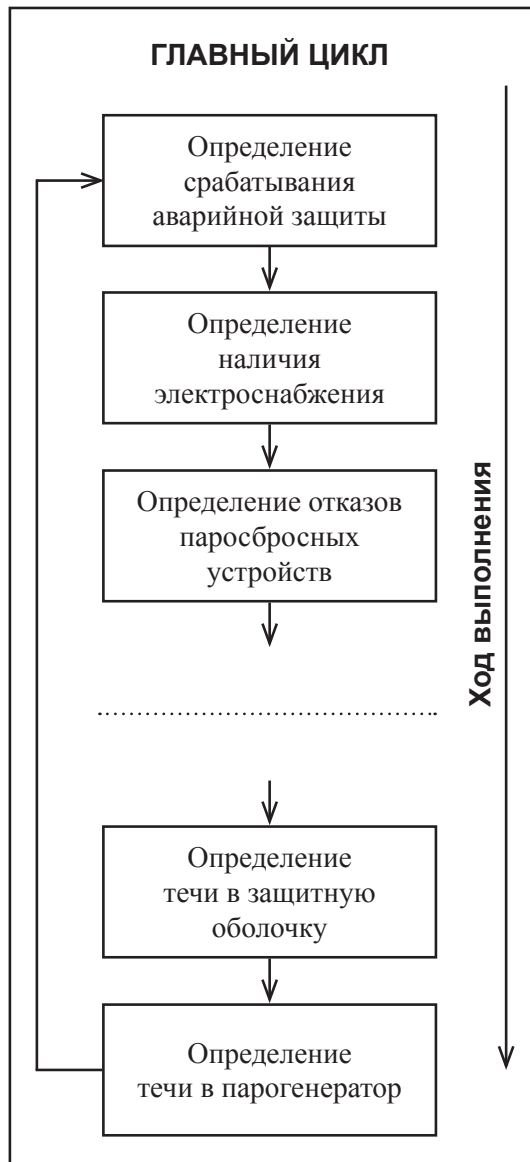 ГЛАВНЫЙ ЦИКЛ
Определение
срабатывания
аварийной защиты
Определение
наличия
электроснабжения
Определение отказов
паросбросных
устройств
Определение
течи в защитную
оболочку
Определение
течи в парогенератор
Ход выполнения